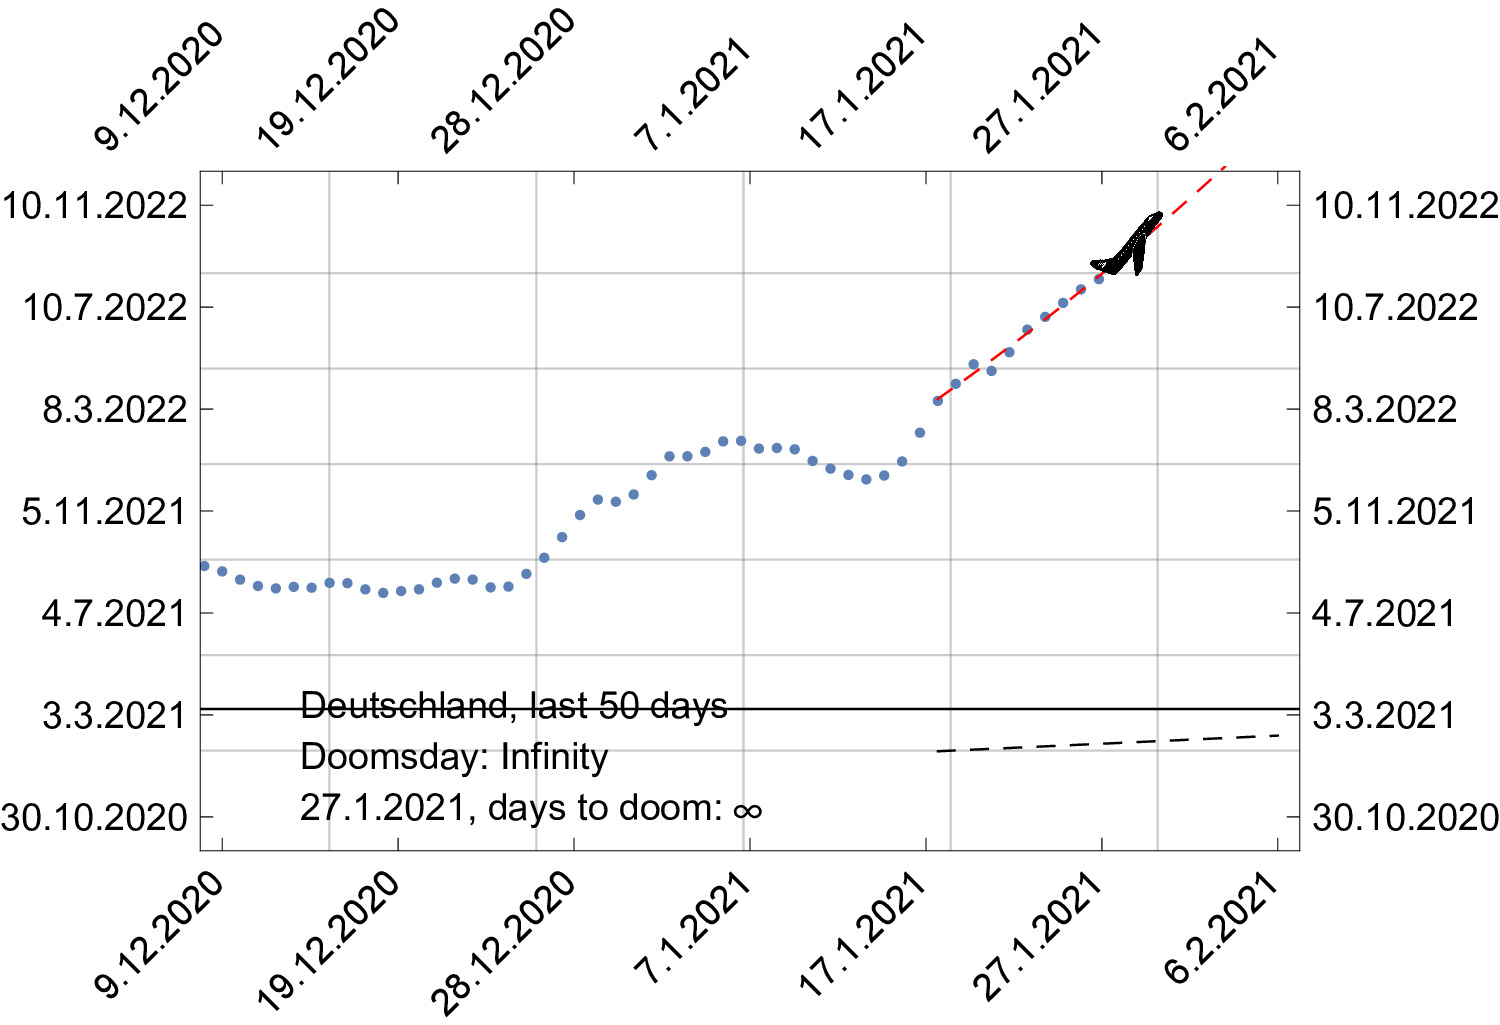 9.12.2020 19.12.2020 28.12.2020 7.1.2021 17.1.2021 27.1.2021 6.2.2021
10.11.2022 10.11.2022
10.7.2022 10.7.2022
8.3.2022 8.3.2022
5.11.2021 5.11.2021
4.7.2021 4.7.2021
Deutschland, last 50 days
3.3.2021 3.3.2021
Doomsday: Infinity
27.1.2021, days to doom: ∞
30.10.2020 30.10.2020
9.12.2020 19.12.2020 28.12.2020 7.1.2021 17.1.2021 27.1.2021 6.2.2021